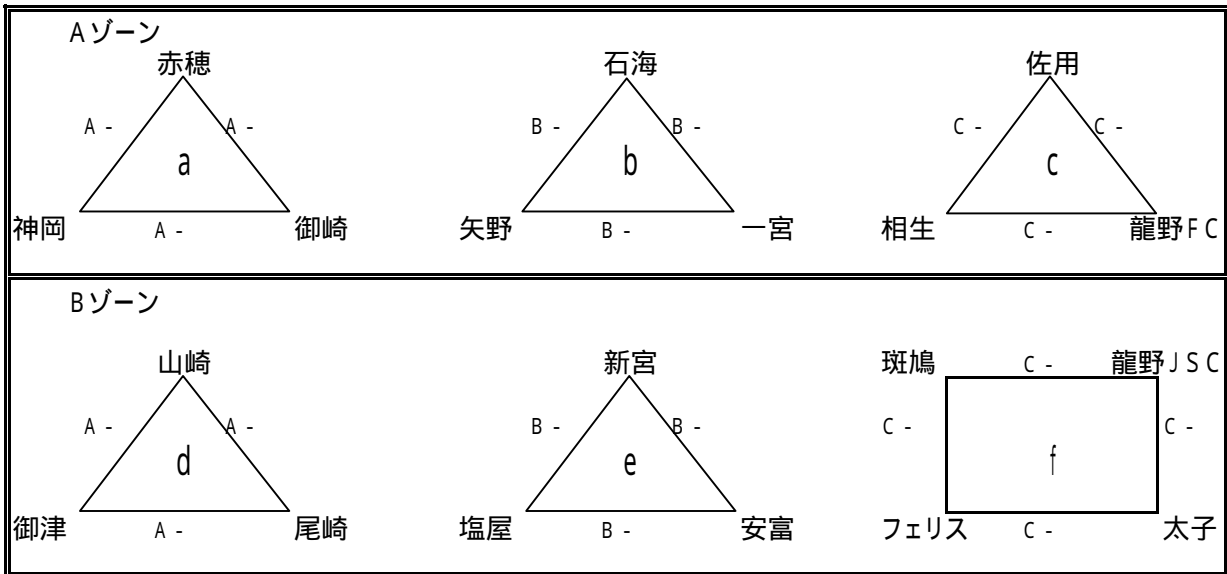 Aゾーン
赤穂 石海 佐用
A - A - B - B - C - C -
a b c
神岡 A - 御崎 矢野 B - 一宮 相生 C - 龍野FC
Bゾーン
山崎 新宮 斑鳩 C - 龍野JSC
A - A - B - B - C - C -
d e f
御津 A - 尾崎 塩屋 B - 安富 フェリス C - 太子